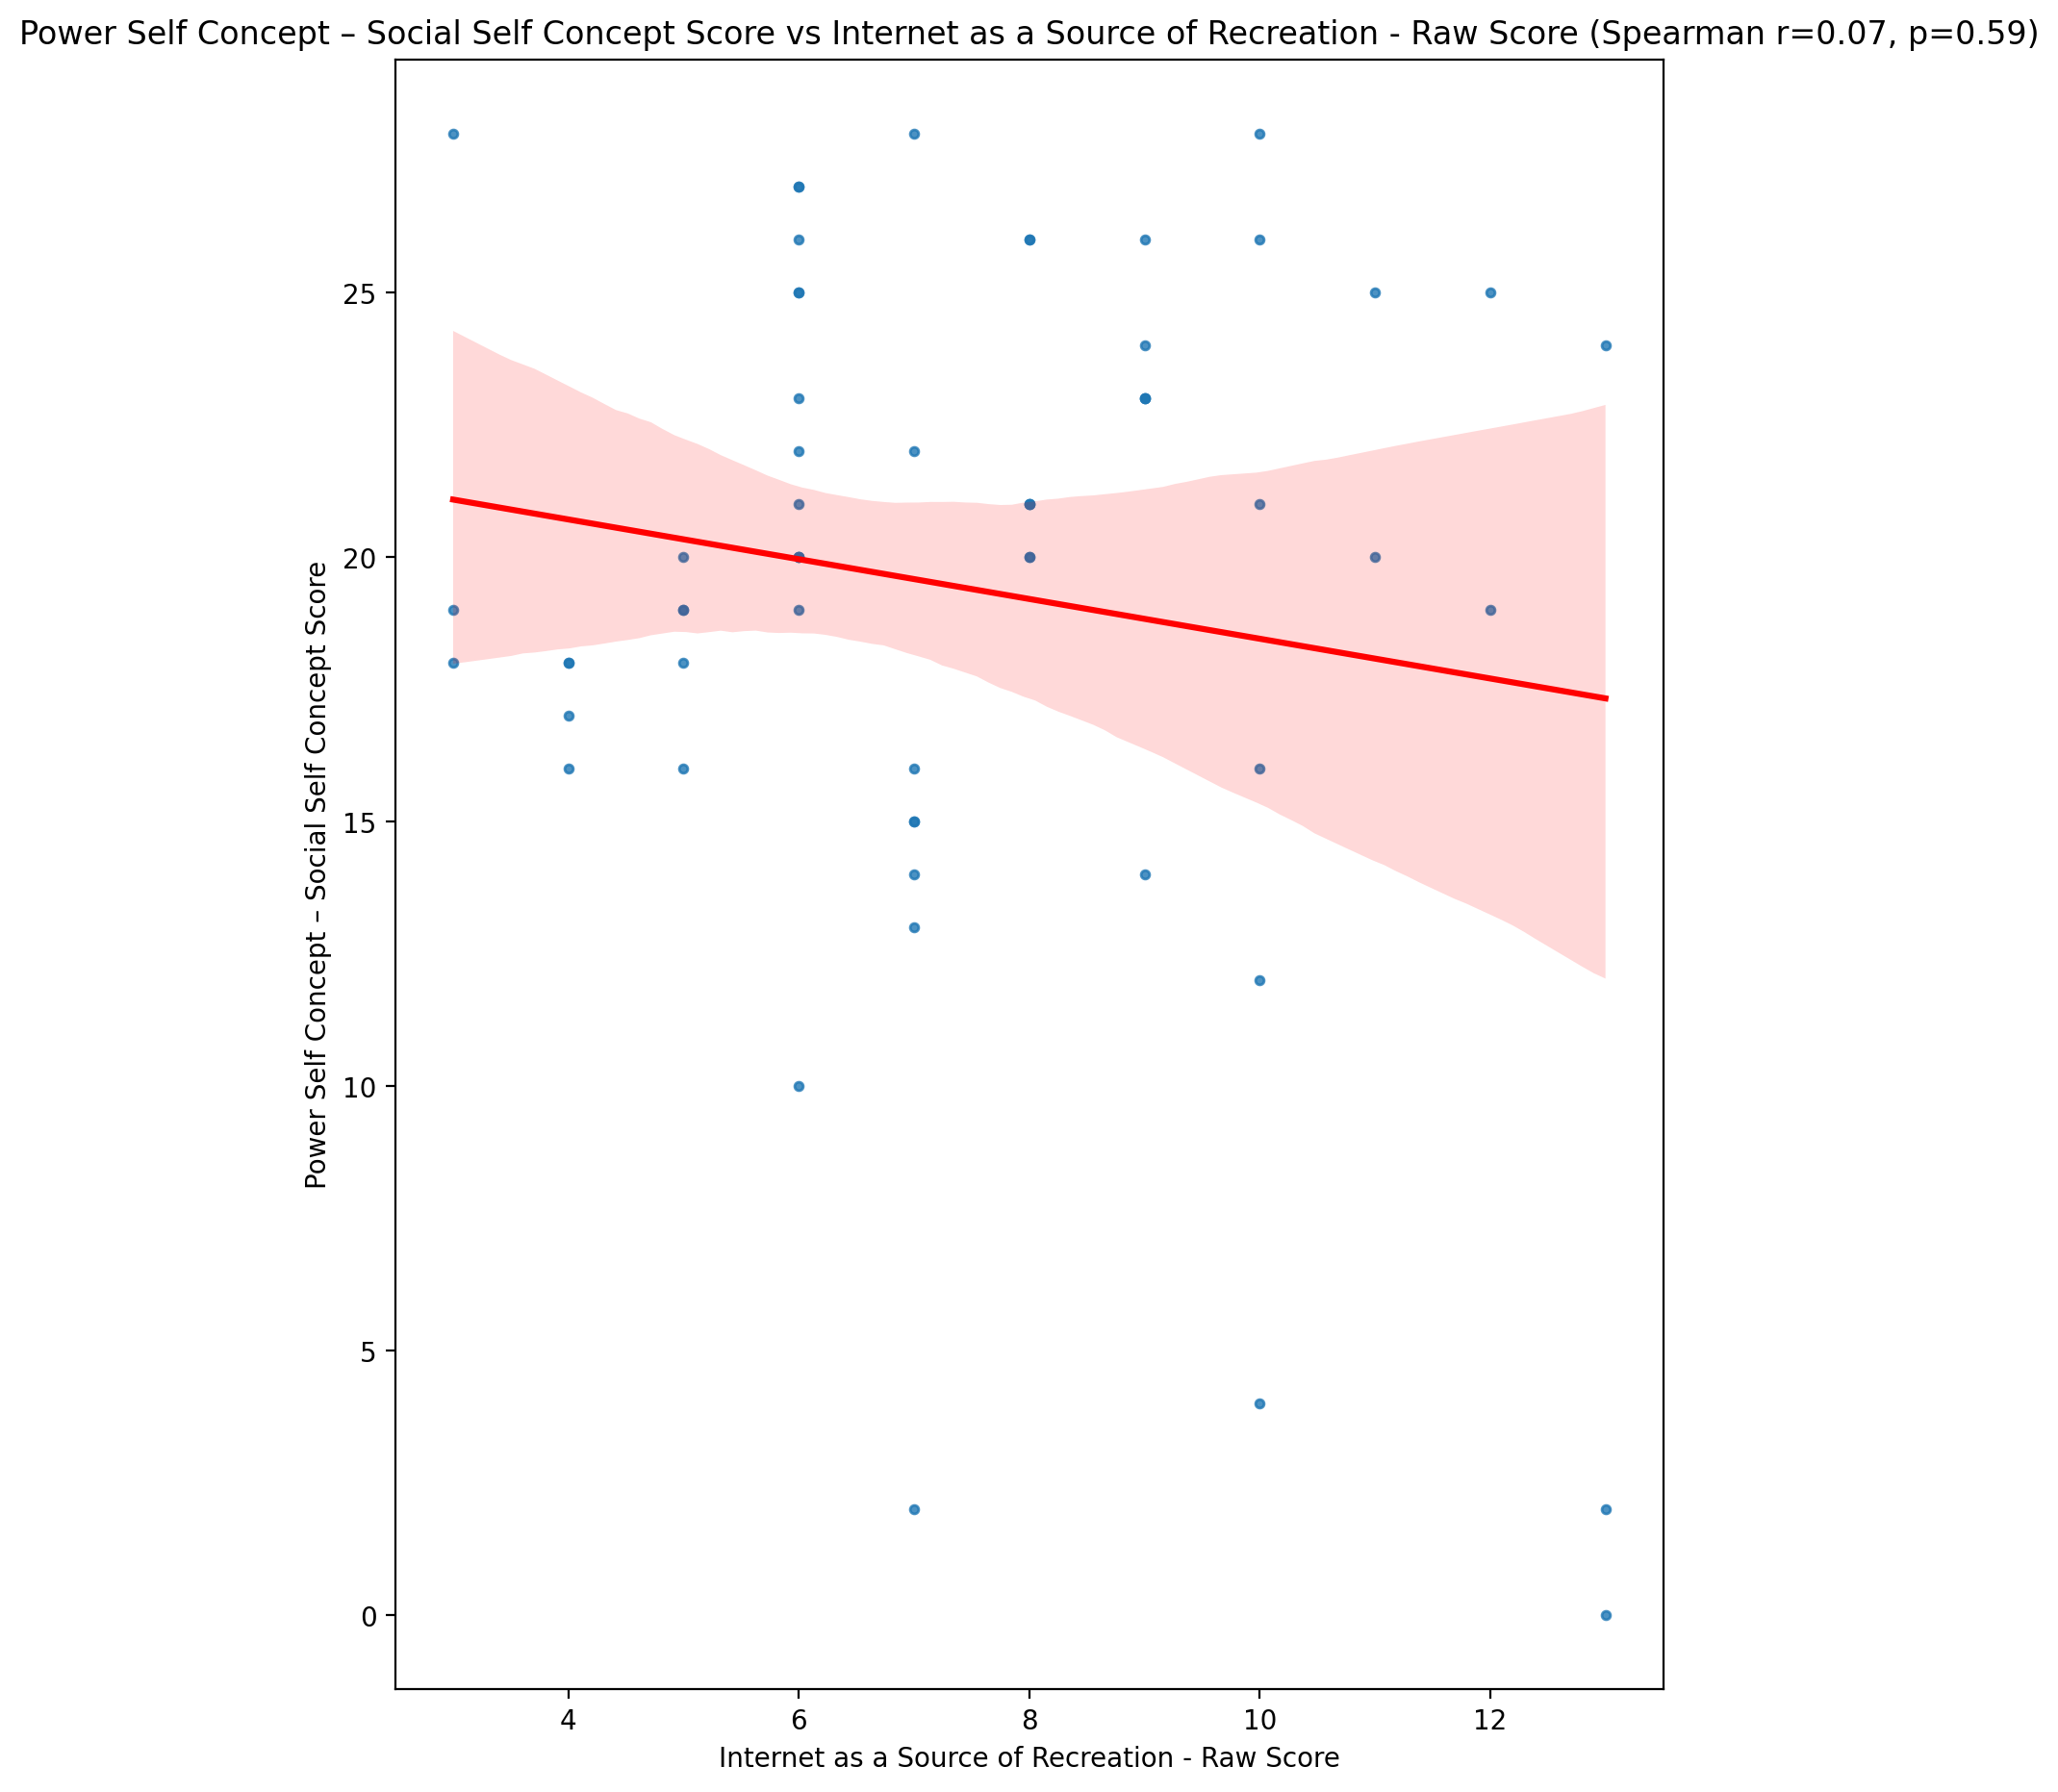 Power Self Concept – Social Self Concept Score vs Internet as a Source of Recreation - Raw Score (Spearman r=0.07, p=0.59)
Power Self Concept – Social Self Concept Score
25
20
15
10
5
0
4 6 8 10 12
Internet as a Source of Recreation - Raw Score